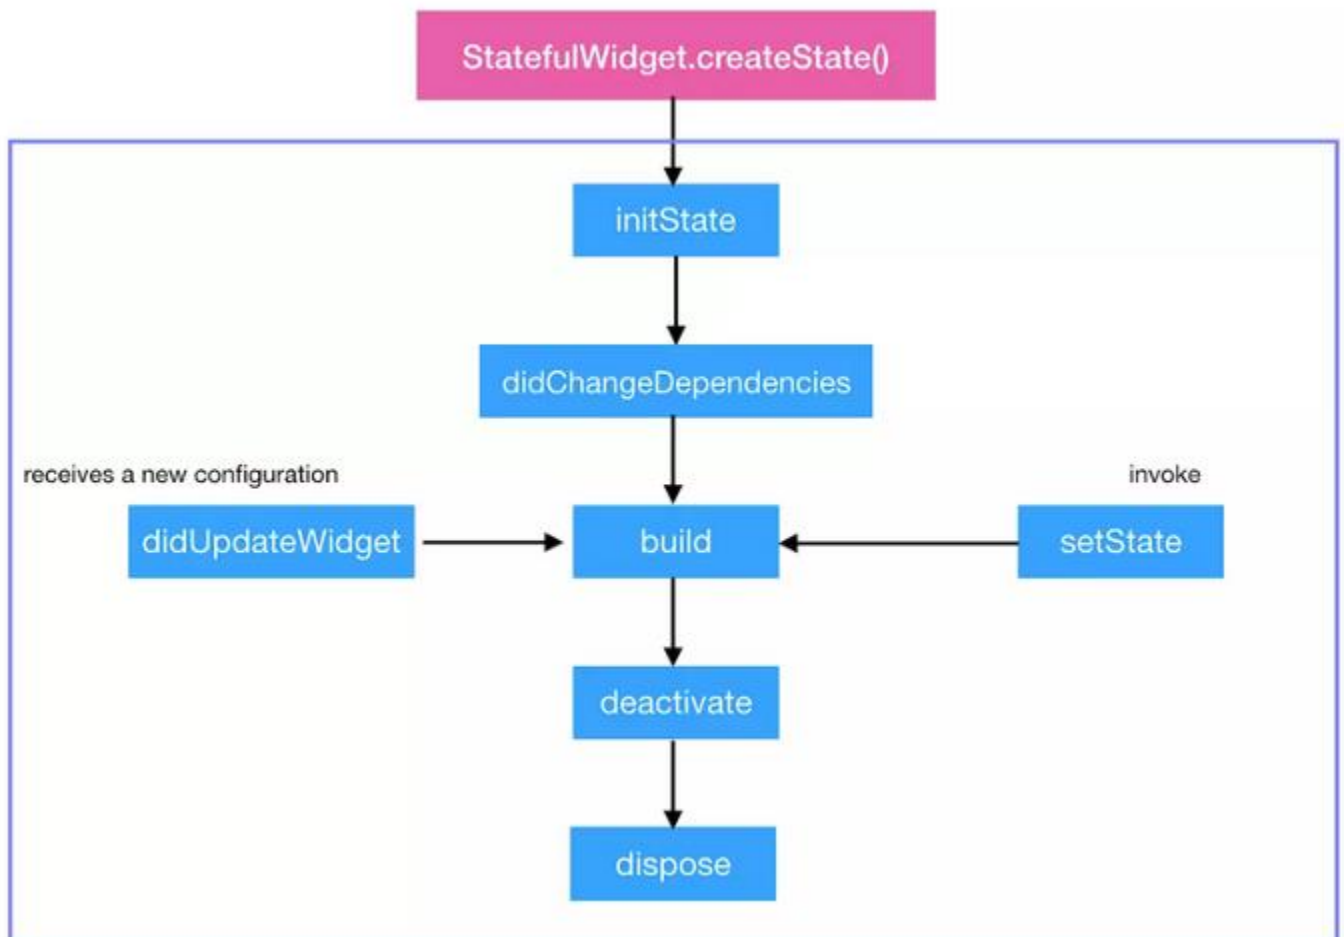 StatefulWidget.createState()
initState
didChangeDependencies
receives a new configuration
invoke
didUpdateWidget
build
setState
deactivate
dispose